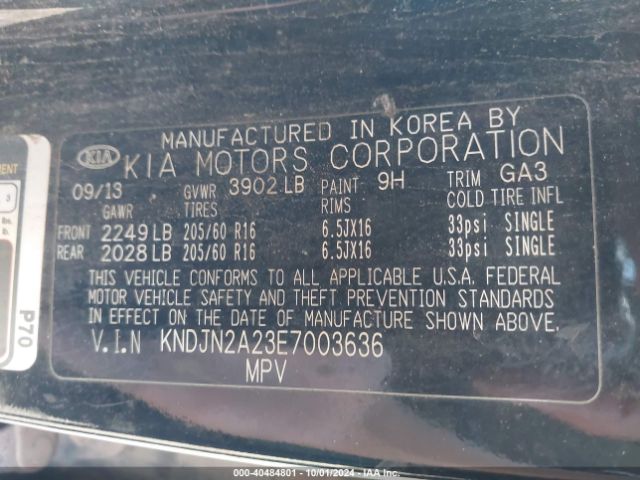 MANUFACTURED IN KOREA BY
KIA KIA MOTORS CORPORATION
09/13 GVWR 3902 LB PAINT 9H TRIM GA3
GAWR TIRES RIMS COLD TIRE INFL
FRONT 2249 LB 205/60 R16 6.5JX16 33psi SINGLE
REAR 2028 LB 205/60 R16 6.5JX16 33psi SINGLE
THIS VEHICLE CONFORMS TO ALL APPLICABLE U.S.A. FEDERAL
MOTOR VEHICLE SAFETY AND THEFT PREVENTION STANDARDS
IN EFFECT ON THE DATE OF MANUFACTURE SHOWN ABOVE.
V.I.N KNDJN2A23E7003636
MPV
P70
000-40484801 - 10/01/2024 - IAA Inc.